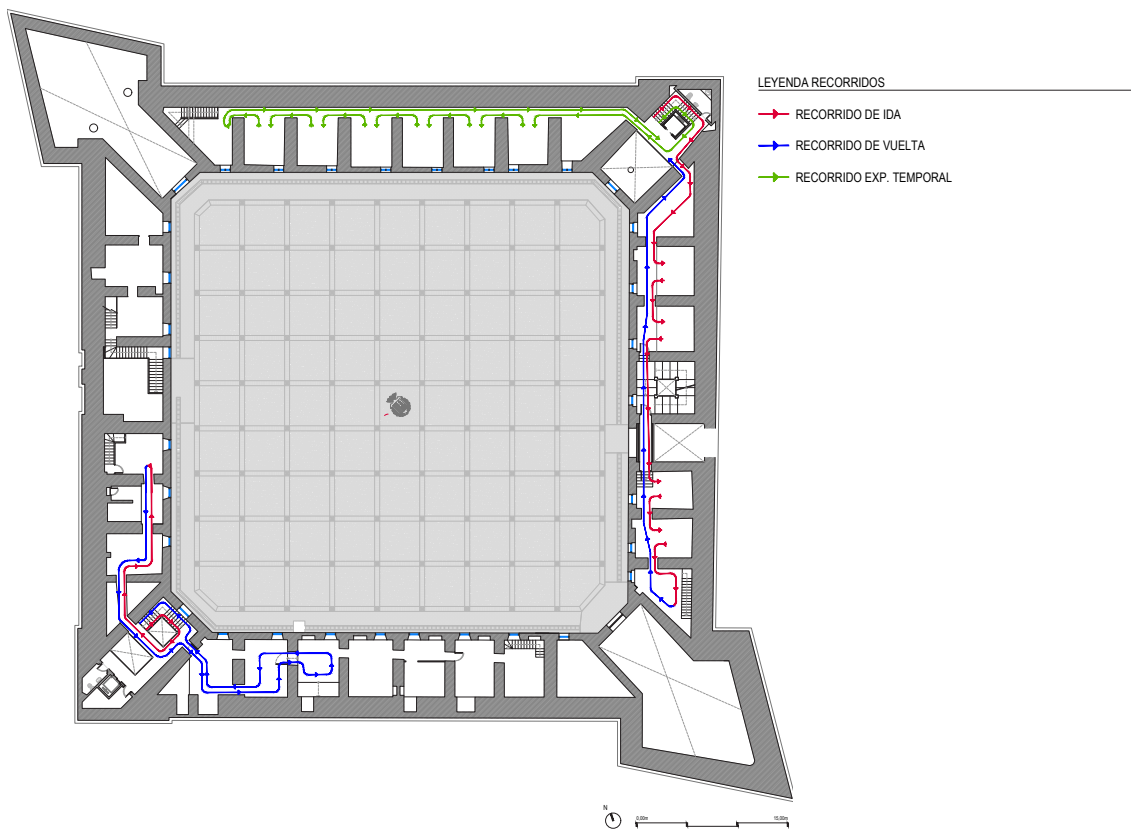 LEYENDA RECORRIDOS
RECORRIDO DE IDA
RECORRIDO DE VUELTA
RECORRIDO EXP. TEMPORAL
N
0,00m 15,00m